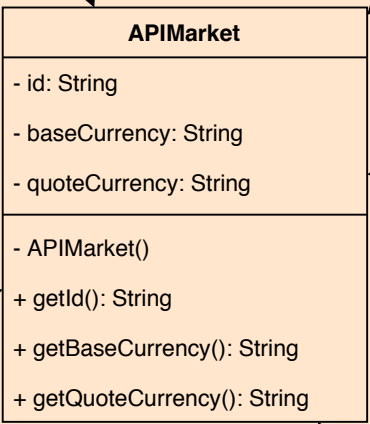 APIMarket
- id: String
- baseCurrency: String
- quoteCurrency: String
- APIMarket()
+ getId(): String
+ getBaseCurrency(): String
+ getQuoteCurrency(): String